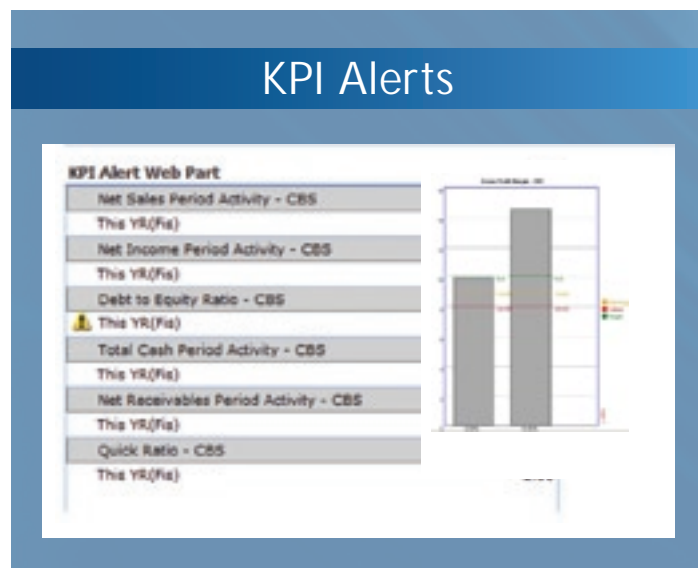 KPI Alerts
KPI Alert Web Part
Net Sales Period Activity - CBS
This YR(Fis)
Net Income Period Activity - CBS
This YR(Fis)
Debt to Equity Ratio - CBS
This YR(Fis)
Total Cash Period Activity - CBS
This YR(Fis)
Net Receivables Period Activity - CBS
This YR(Fis)
Quick Ratio - CBS
This YR(Fis)